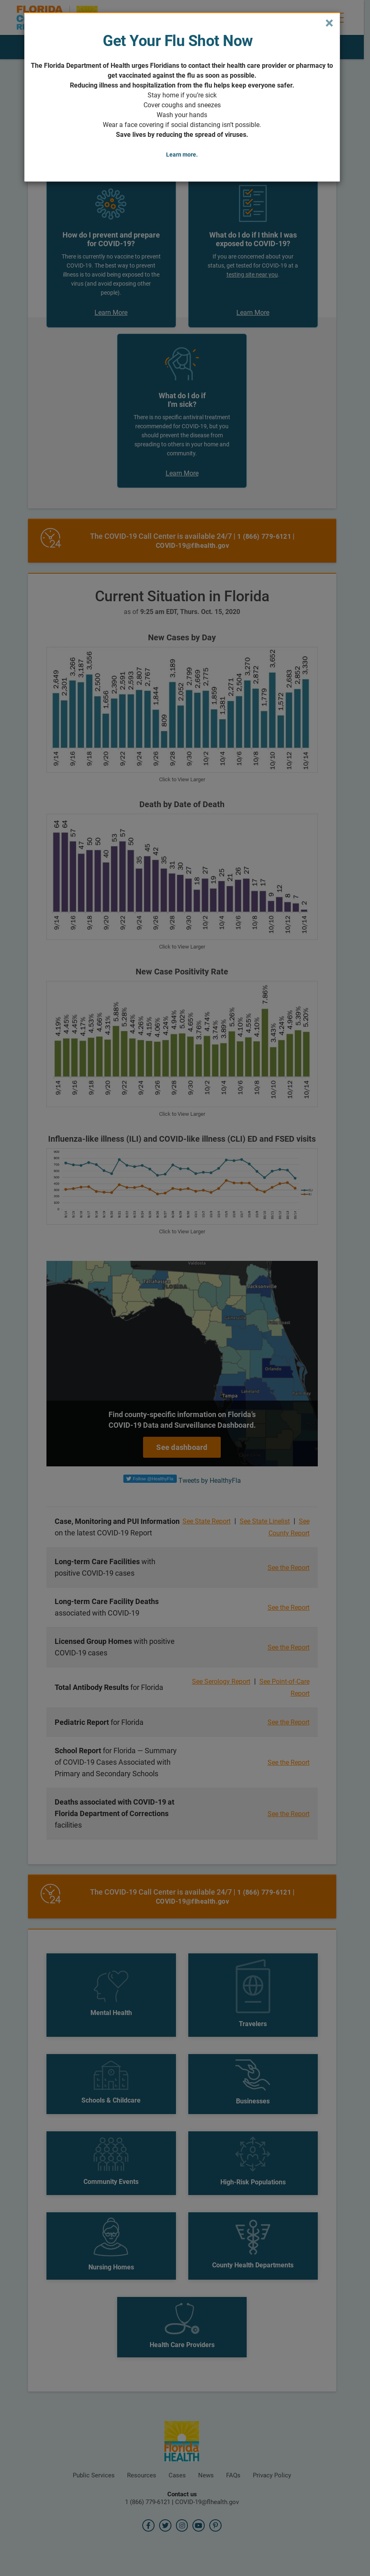 FLORIDA
×
Get Your Flu Shot Now
The Florida Department of Health urges Floridians to contact their health care provider or pharmacy to
get vaccinated against the flu as soon as possible.
Reducing illness and hospitalization from the flu helps keep everyone safer.
Stay home if you're sick
Cover coughs and sneezes
Wash your hands
Wear a face covering if social distancing isn't possible.
Save lives by reducing the spread of viruses.
Learn more.
How do I prevent and prepare
for COVID-19?
There is currently no vaccine to prevent
COVID-19. The best way to prevent
illness is to avoid being exposed to the
virus (and avoid exposing other
people).
Learn More
What do I do if I think I was
exposed to COVID-19?
If you are concerned about your
status, get tested for COVID-19 at a
testing site near you.
Learn More
What do I do if
I'm sick?
There is no specific antiviral treatment
recommended for COVID-19, but you
should prevent the disease from
spreading to others in your home and
community.
Learn More
24
The COVID-19 Call Center is available 24/7 | 1 (866) 779-6121 |
COVID-19@flhealth.gov
Current Situation in Florida
as of 9:25 am EDT, Thurs. Oct. 15, 2020
New Cases by Day
2,649 2,301 3,266 3,187 3,556 2,500 1,656 2,390 2,591 2,593 2,807 2,767 1,844 809 3,189 2,052 2,799 2,669 2,775 1,859 1,381 2,271 2,504 3,270 2,872 1,779 3,652 1,572 2,683 2,852 3,330
9/14 9/16 9/18 9/20 9/22 9/24 9/26 9/28 9/30 10/2 10/4 10/6 10/8 10/10 10/12 10/14
Click to View Larger
Death by Date of Death
64 64 57 47 50 50 40 53 57 50 35 45 42 35 31 30 27 18 27 19 25 21 26 27 17 17 9 12 8 7 2
9/14 9/16 9/18 9/20 9/22 9/24 9/26 9/28 9/30 10/2 10/4 10/6 10/8 10/10 10/12 10/14
Click to View Larger
New Case Positivity Rate
4.19% 4.45% 4.45% 4.17% 4.53% 4.66% 4.31% 5.88% 5.28% 4.44% 4.26% 4.15% 4.06% 4.24% 4.94% 5.02% 4.65% 3.76% 4.74% 3.74% 3.89% 5.26% 4.10% 4.55% 4.10% 7.86% 3.43% 4.24% 4.96% 5.39% 5.20%
9/14 9/16 9/18 9/20 9/22 9/24 9/26 9/28 9/30 10/2 10/4 10/6 10/8 10/10 10/12 10/14
Click to View Larger
Influenza-like illness (ILI) and COVID-like illness (CLI) ED and FSED visits
Click to View Larger
Tallahassee
Jacksonville
Orlando
Tampa
Find county-specific information on Florida's
COVID-19 Data and Surveillance Dashboard.
See dashboard
Follow @HealthyFla
Tweets by HealthyFla
Case, Monitoring and PUI Information
on the latest COVID-19 Report
See State Report | See State Linelist | See
County Report
Long-term Care Facilities with
positive COVID-19 cases
See the Report
Long-term Care Facility Deaths
associated with COVID-19
See the Report
Licensed Group Homes with positive
COVID-19 cases
See the Report
Total Antibody Results for Florida
See Serology Report | See Point-of-Care
Report
Pediatric Report for Florida
See the Report
School Report for Florida — Summary
of COVID-19 Cases Associated with
Primary and Secondary Schools
See the Report
Deaths associated with COVID-19 at
Florida Department of Corrections
facilities
See the Report
24
The COVID-19 Call Center is available 24/7 | 1 (866) 779-6121 |
COVID-19@flhealth.gov
Mental Health
Travelers
Schools & Childcare
Businesses
Community Events
High-Risk Populations
Nursing Homes
County Health Departments
Health Care Providers
Florida
HEALTH
Public Services Resources Cases News FAQs Privacy Policy
Contact us
1 (866) 779-6121 | COVID-19@flhealth.gov